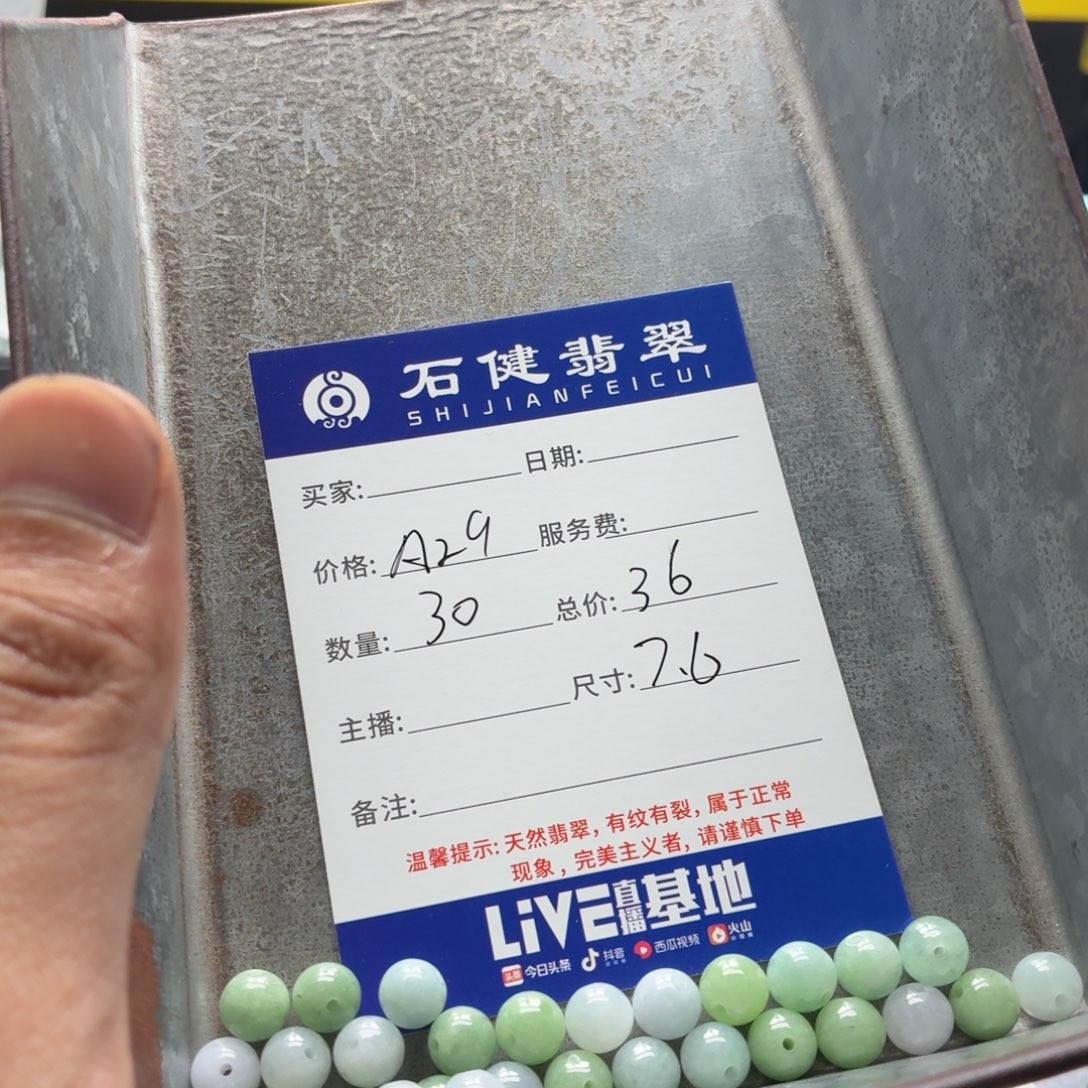 石健翡翠
SHIJIANFEICUI
买家: 日期:
价格: A29 服务费:
数量: 30 总价: 36
主播: 尺寸: 7.6
备注:
温馨提示: 天然翡翠, 有纹有裂, 属于正常
现象, 完美主义者, 请谨慎下单
LiVE直播基地
头条 今日头条 抖音 西瓜视频 火山